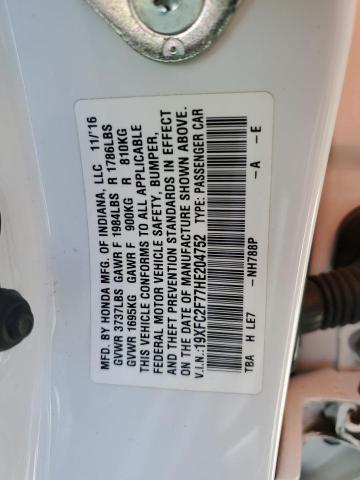 MFD. BY HONDA MFG. OF INDIANA, LLC 11/'16
GVWR 3737LBS GAWR F 1984LBS R 1786LBS
GVWR 1695KG GAWR F 900KG R 810KG
THIS VEHICLE CONFORMS TO ALL APPLICABLE
FEDERAL MOTOR VEHICLE SAFETY, BUMPER,
AND THEFT PREVENTION STANDARDS IN EFFECT
ON THE DATE OF MANUFACTURE SHOWN ABOVE.
V.I.N.:19XFC2F77HE204752 TYPE: PASSENGER CAR
-NH788P -A -E
TBA H LE7